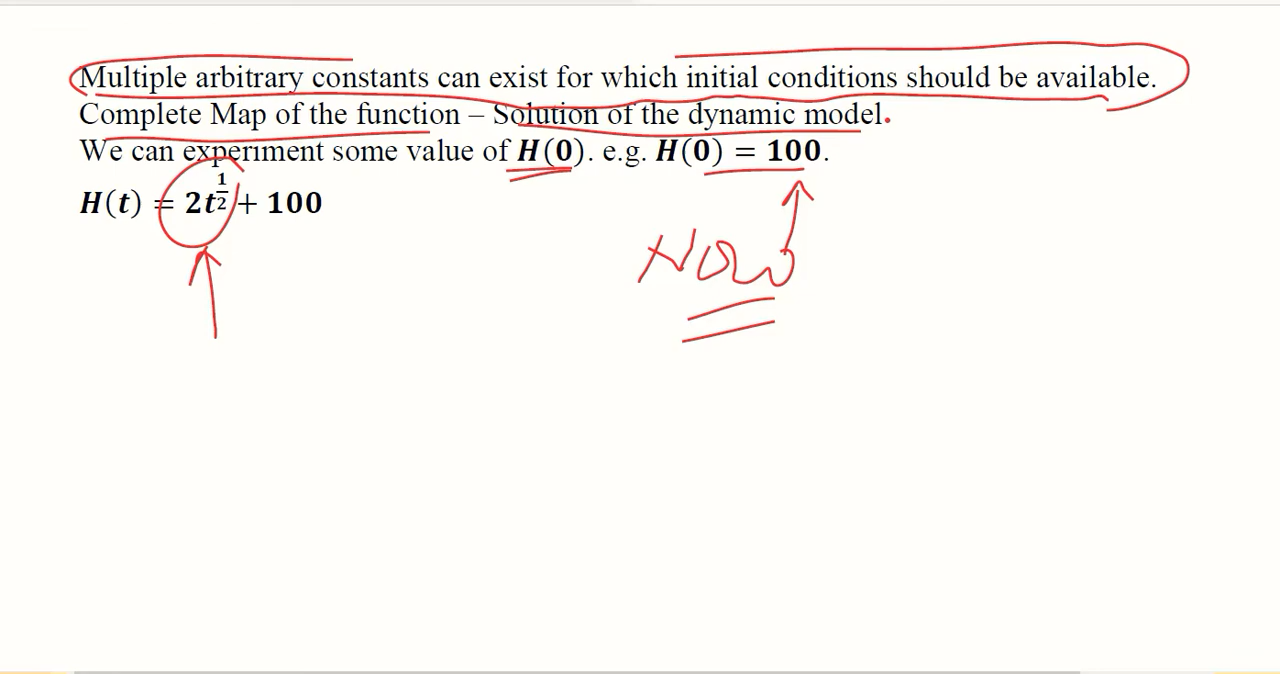 Multiple arbitrary constants can exist for which initial conditions should be available.
Complete Map of the function – Solution of the dynamic model.
We can experiment some value of H(0). e.g. H(0) = 100.
H(t) = 2t^{1/2} + 100
Now